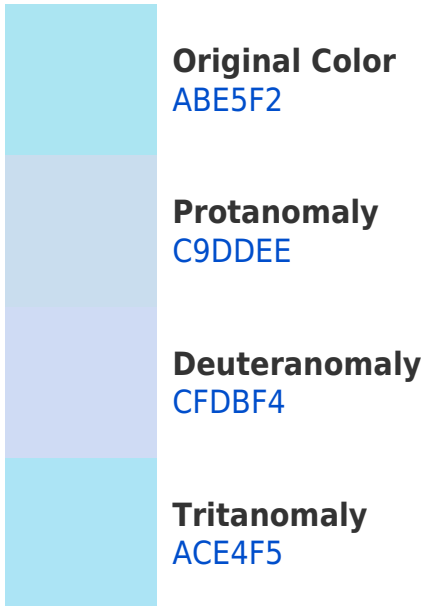 Original Color
ABE5F2
Protanomaly
C9DDEE
Deuteranomaly
CFDBF4
Tritanomaly
ACE4F5